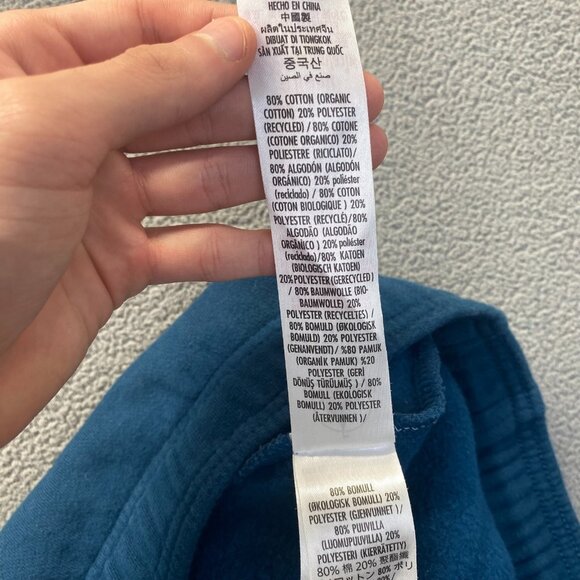 HECHO EN CHINA
中國製
ผลิตในประเทศจีน
DIBUAT DI TIONGKOK
SẢN XUẤT TẠI TRUNG QUỐC
중국산
صنع في الصين
80% COTTON (ORGANIC
COTTON) 20% POLYESTER
(RECYCLED) / 80% COTONE
(COTONE ORGANICO) 20%
POLIESTERE (RICICLATO)/
80% ALGODÓN (ALGODÓN
ORGÁNICO) 20% poliéster
(reciclado) / 80% COTON
(COTON BIOLOGIQUE ) 20%
POLYESTER (RECYCLÉ)/80%
ALGODÃO (ALGODÃO
ORGÂNICO ) 20% poliéster
(reciclado)/80% KATOEN
(BIOLOGISCH KATOEN)
20%POLYESTER(GERECYCLED)
/ 80% BAUMWOLLE (BIO-
BAUMWOLLE) 20%
POLYESTER (RECYCELTES) /
80% BOMULD (ØKOLOGISK
BOMULD) 20% POLYESTER
(GENANVENDT)/ %80 PAMUK
(ORGANİK PAMUK) %20
POLYESTER (GERİ
DÖNÜŞ TÜRÜLMÜŞ ) / 80%
BOMULL (EKOLOGISK
BOMULL) 20% POLYESTER
(ÅTERVUNNEN )/
80% BOMULL
(ØKOLOGISK BOMULL) 20%
POLYESTER (GJENVUNNET )/
80% PUUVILLA
(LUOMUPUUVILLA) 20%
POLYESTERI (KIERRÄTETTY)
80% 棉 20% 聚酯纖